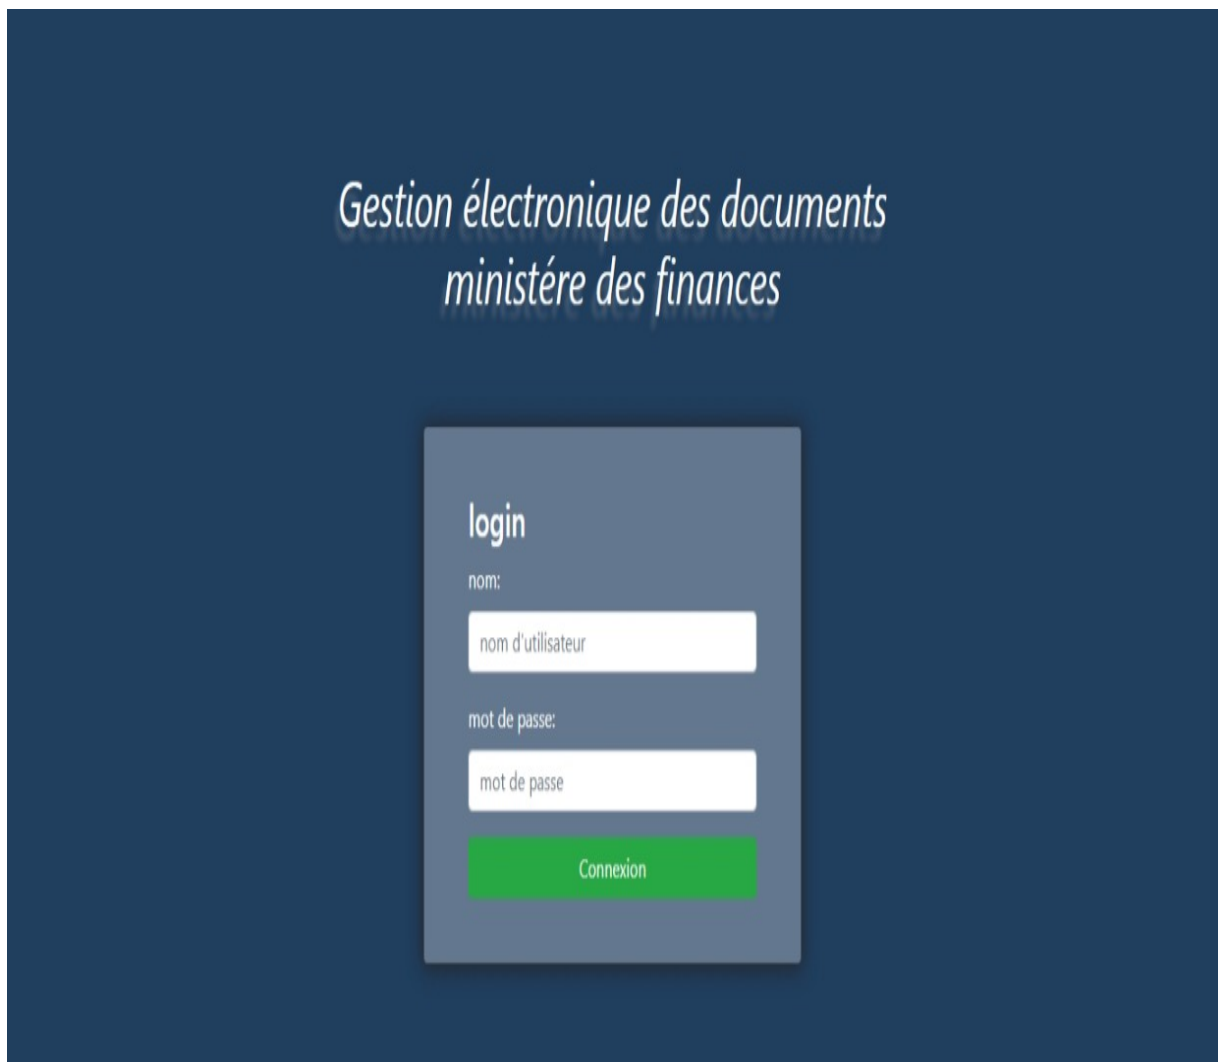 Gestion électronique des documents
ministére des finances
login
nom:
nom d'utilisateur
mot de passe:
mot de passe
Connexion